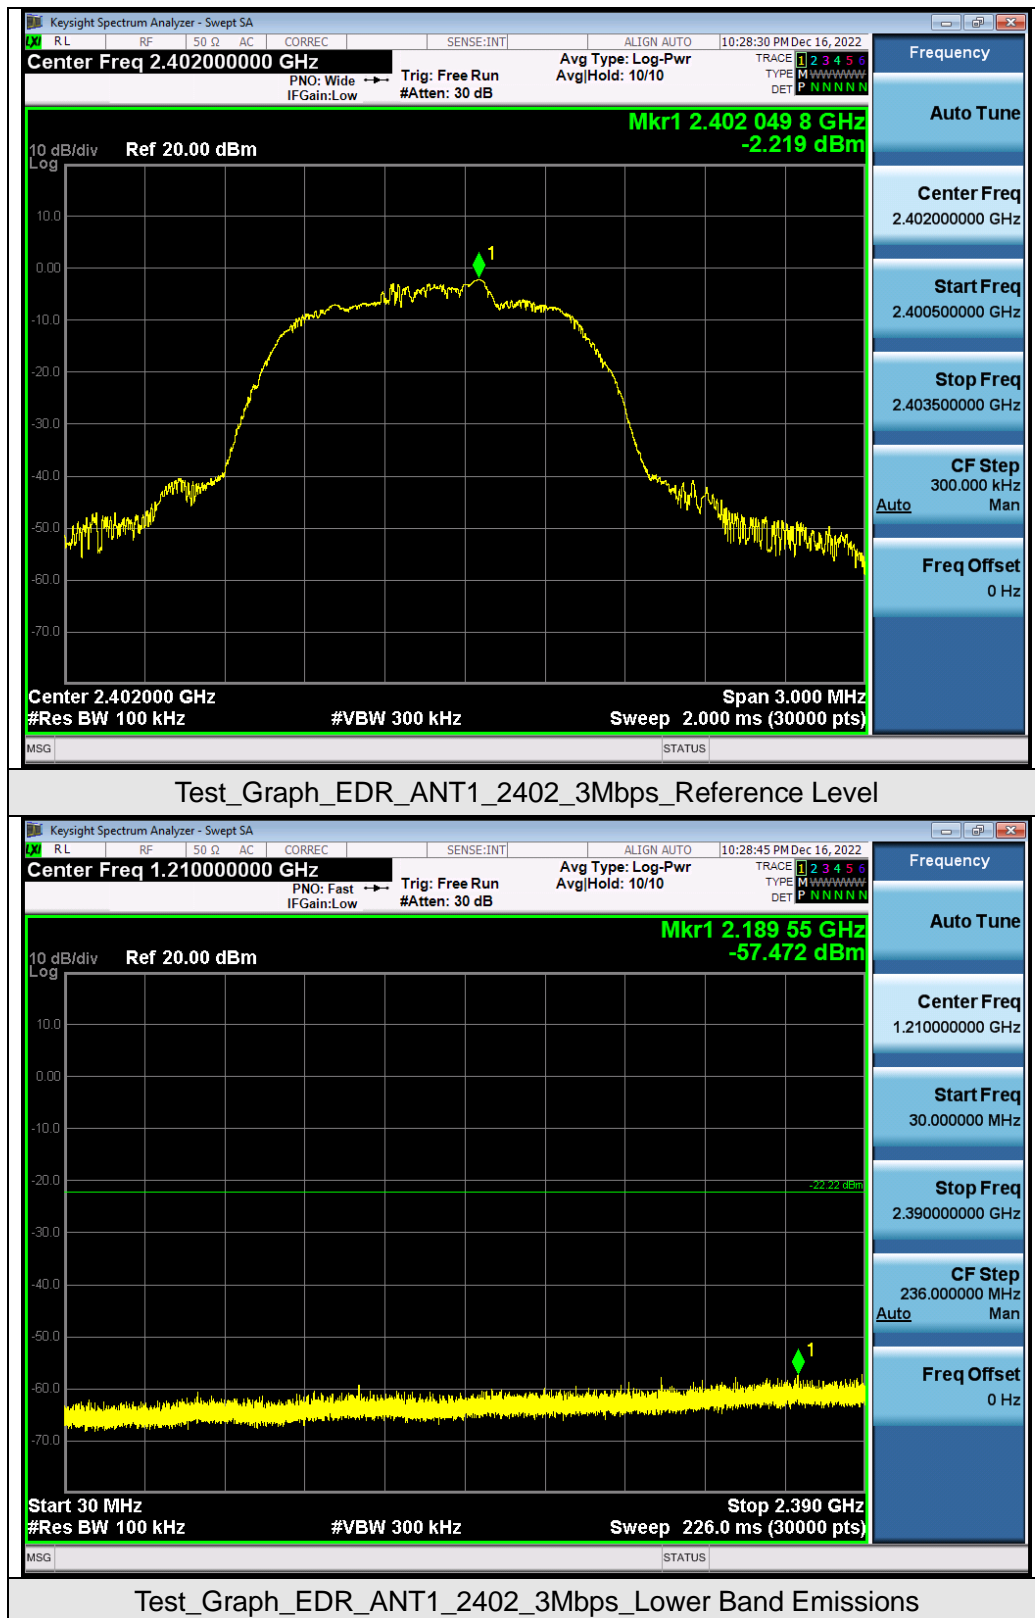 Keysight Spectrum Analyzer - Swept SA
LXI RL RF 50 Ω AC CORREC SENSE:INT ALIGN AUTO 10:28:30 PM Dec 16, 2022
Center Freq 2.402000000 GHz
PNO: Wide
IFGain:Low
Trig: Free Run
#Atten: 30 dB
Avg Type: Log-Pwr
Avg|Hold: 10/10
TRACE 1 2 3 4 5 6
TYPE M WWWWW
DET P N N N N N
Frequency
Mkr1 2.402 049 8 GHz
-2.219 dBm
10 dB/div Ref 20.00 dBm
Log
10.0
0.00
-10.0
-20.0
-30.0
-40.0
-50.0
-60.0
-70.0
1
Center 2.402000 GHz Span 3.000 MHz
#Res BW 100 kHz #VBW 300 kHz Sweep 2.000 ms (30000 pts)
MSG STATUS
Auto Tune
Center Freq
2.402000000 GHz
Start Freq
2.400500000 GHz
Stop Freq
2.403500000 GHz
CF Step
300.000 kHz
Auto Man
Freq Offset
0 Hz
Test_Graph_EDR_ANT1_2402_3Mbps_Reference Level
Keysight Spectrum Analyzer - Swept SA
LXI RL RF 50 Ω AC CORREC SENSE:INT ALIGN AUTO 10:28:45 PM Dec 16, 2022
Center Freq 1.210000000 GHz
PNO: Fast
IFGain:Low
Trig: Free Run
#Atten: 30 dB
Avg Type: Log-Pwr
Avg|Hold: 10/10
TRACE 1 2 3 4 5 6
TYPE M WWWWW
DET P N N N N N
Frequency
Mkr1 2.189 55 GHz
-57.472 dBm
10 dB/div Ref 20.00 dBm
Log
10.0
0.00
-10.0
-20.0
-30.0
-40.0
-50.0
-60.0
-70.0
-22.22 dBm
1
Start 30 MHz Stop 2.390 GHz
#Res BW 100 kHz #VBW 300 kHz Sweep 226.0 ms (30000 pts)
MSG STATUS
Auto Tune
Center Freq
1.210000000 GHz
Start Freq
30.000000 MHz
Stop Freq
2.390000000 GHz
CF Step
236.000000 MHz
Auto Man
Freq Offset
0 Hz
Test_Graph_EDR_ANT1_2402_3Mbps_Lower Band Emissions